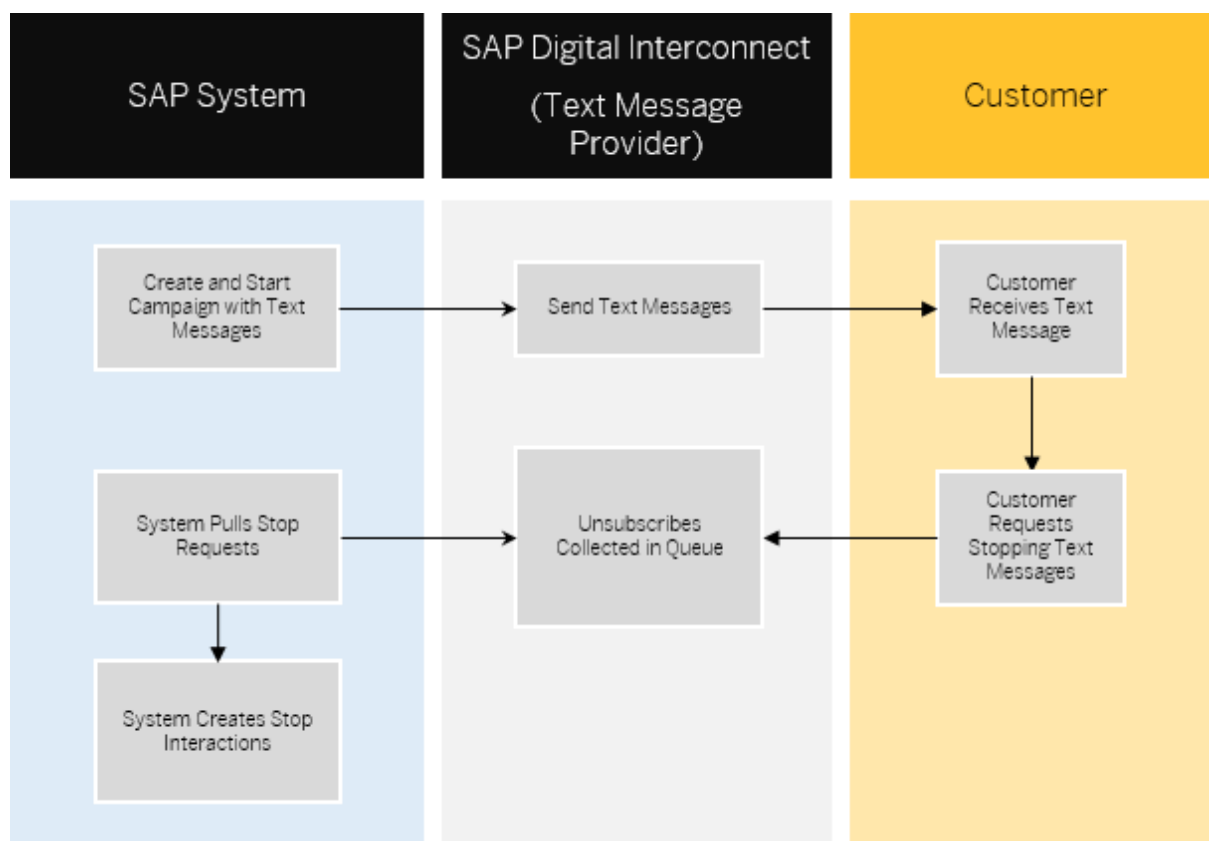 SAP System
SAP Digital Interconnect
(Text Message
Provider)
Customer
Create and Start
Campaign with Text
Messages
Send Text Messages
Customer
Receives Text
Message
System Pulls Stop
Requests
Unsubscribes
Collected in Queue
Customer
Requests
Stopping Text
Messages
System Creates Stop
Interactions